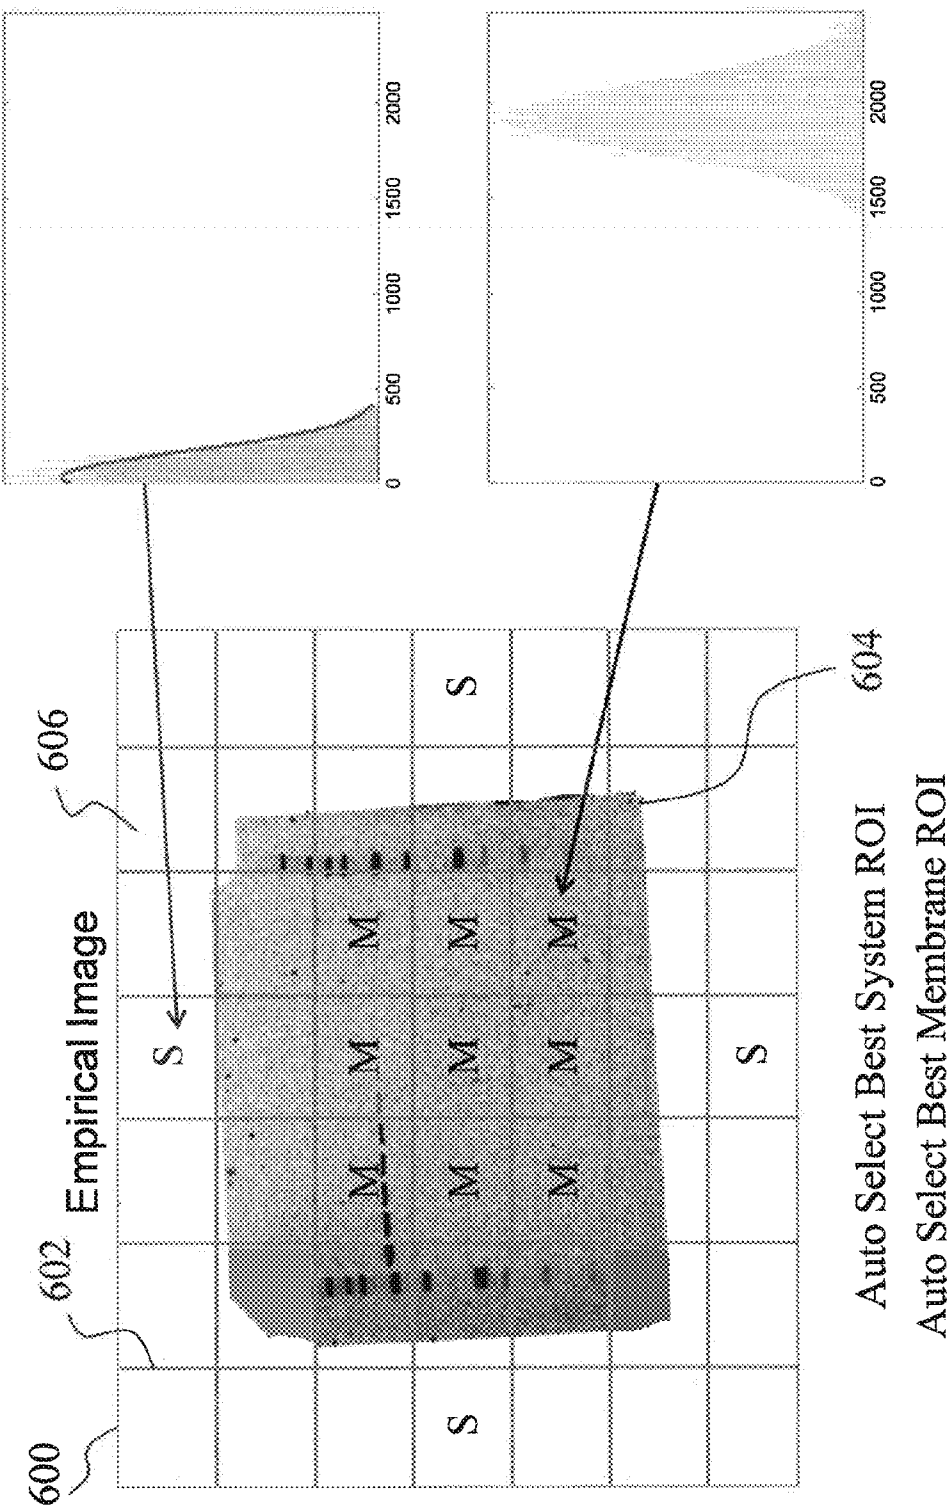 600
602
606
Empirical Image
S
M M M
S M M M S
M M M
S
604
Auto Select Best System ROI
Auto Select Best Membrane ROI
0 500 1000 1500 2000
0 500 1000 1500 2000